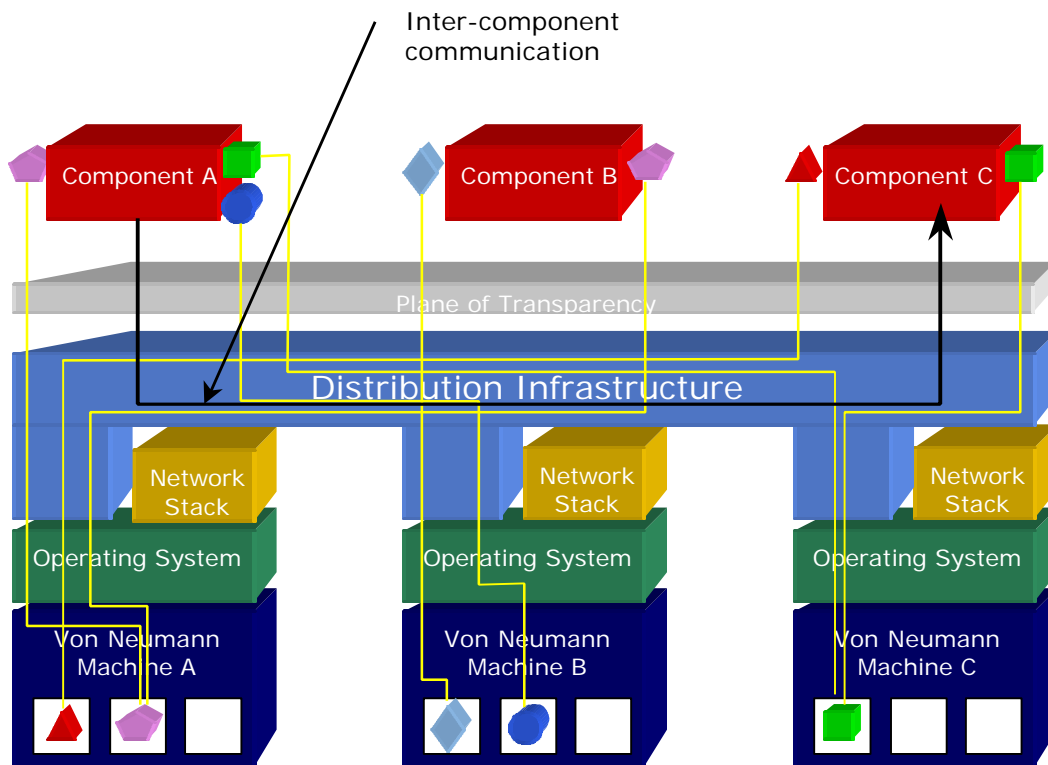 Inter-component
communication
Component A
Component B
Component C
Plane of Transparency
Distribution Infrastructure
Network
Stack
Network
Stack
Network
Stack
Operating System
Operating System
Operating System
Von Neumann
Machine A
Von Neumann
Machine B
Von Neumann
Machine C